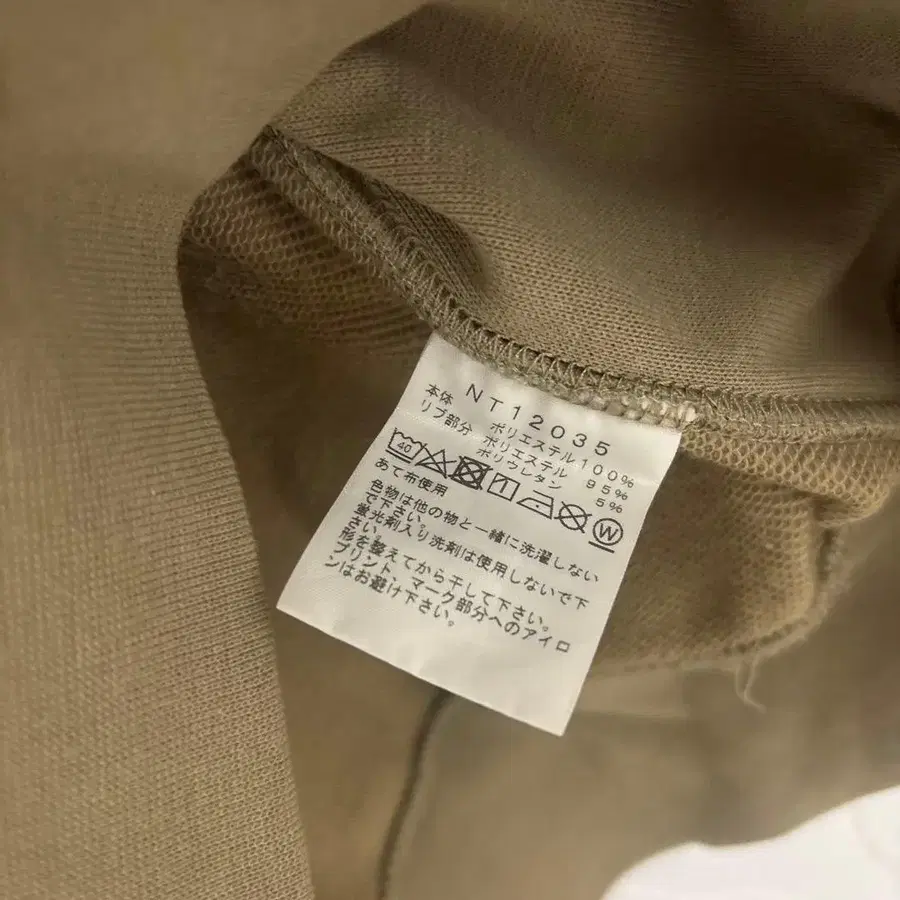 NT12035
本体 ポリエステル100%
リブ部分 ポリエステル 95%
ポリウレタン 5%
40 W
あて布使用
色物は他の物と一緒に洗濯しない
で下さい。
蛍光剤入り洗剤は使用しないで下
さい。
形を整えてから干して下さい。
プリント、マーク部分へのアイロ
ンはお避け下さい。